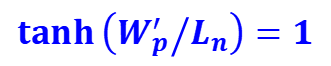 tanh (W′ₚ/Lₙ) = 1